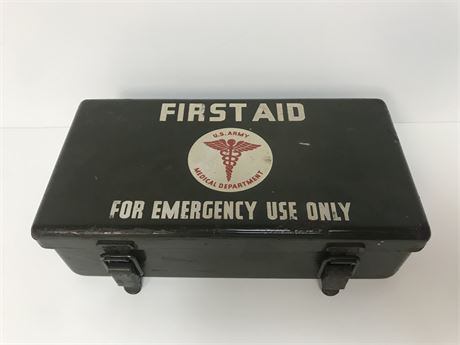 FIRST AID
U.S. ARMY
MEDICAL DEPARTMENT
FOR EMERGENCY USE ONLY